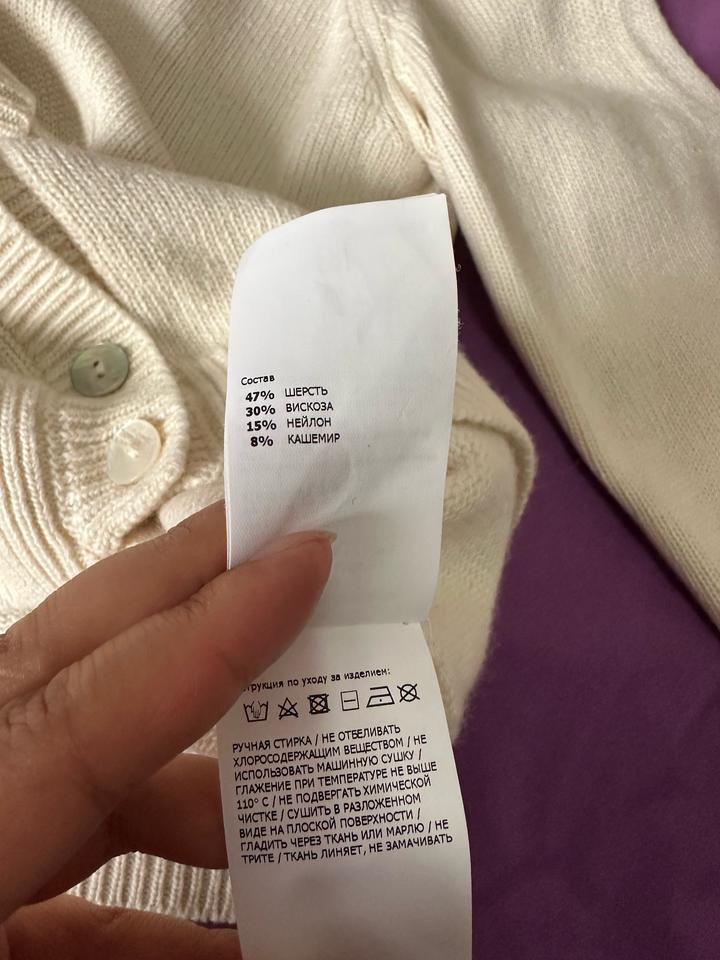 Состав
47% ШЕРСТЬ
30% ВИСКОЗА
15% НЕЙЛОН
8% КАШЕМИР
по уходу за изделием:
РУЧНАЯ СТИРКА / НЕ ОТБЕЛИВАТЬ
ХЛОРОСОДЕРЖАЩИМ ВЕЩЕСТВОМ / НЕ
ИСПОЛЬЗОВАТЬ МАШИННУЮ СУШКУ /
ГЛАЖЕНИЕ ПРИ ТЕМПЕРАТУРЕ НЕ ВЫШЕ
110° С / НЕ ПОДВЕРГАТЬ ХИМИЧЕСКОЙ
ЧИСТКЕ / СУШИТЬ В РАЗЛОЖЕННОМ
ВИДЕ НА ПЛОСКОЙ ПОВЕРХНОСТИ /
ГЛАДИТЬ ЧЕРЕЗ ТКАНЬ ИЛИ МАРЛЮ / НЕ
ТРИТЕ / ТКАНЬ ЛИНЯЕТ, НЕ ЗАМАЧИВАТЬ